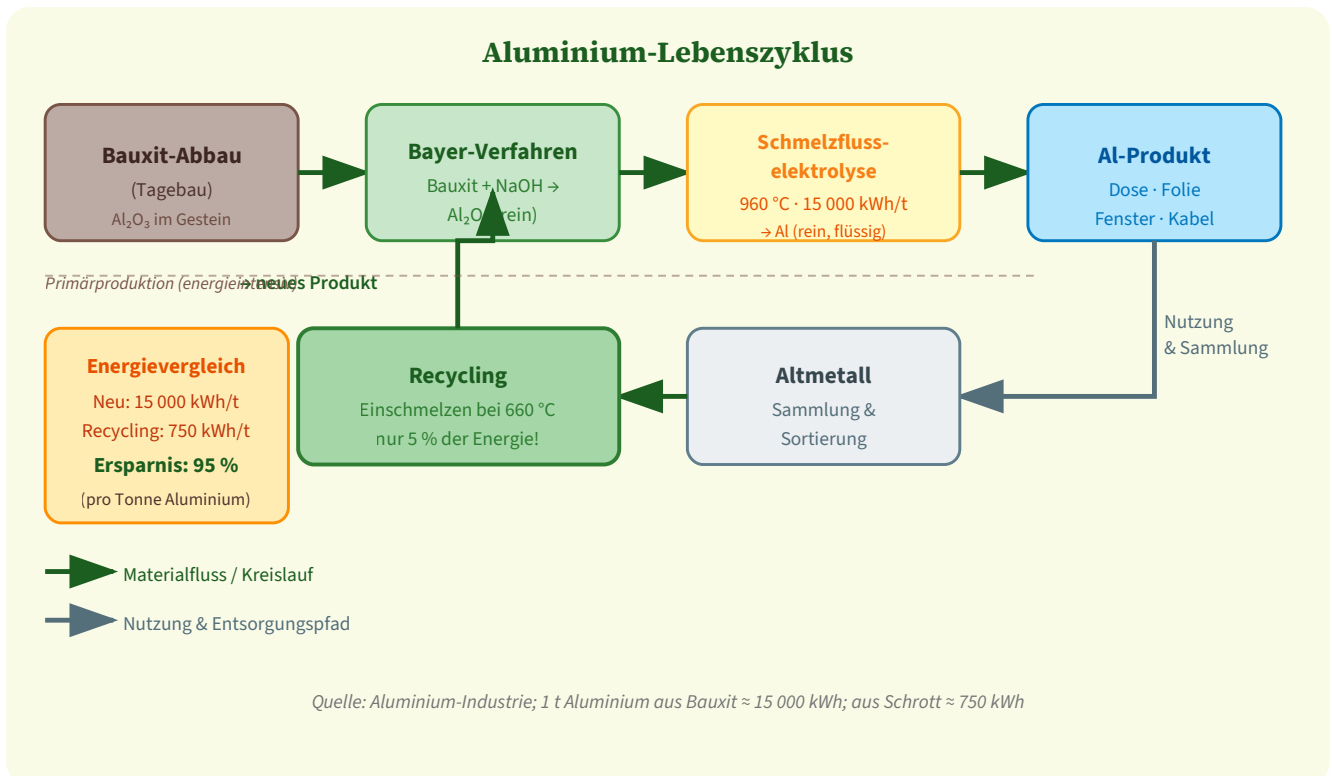 Aluminium-Lebenszyklus
Bauxit-Abbau
(Tagebau)
Al₂O₃ im Gestein
Bayer-Verfahren
Bauxit + NaOH →
Al₂O₃ (rein)
Schmelzfluss-
elektrolyse
960 °C · 15 000 kWh/t
→ Al (rein, flüssig)
Al-Produkt
Dose · Folie
Fenster · Kabel
Primärproduktion (energieintensiv)
→ neues Produkt
Nutzung
& Sammlung
Energievergleich
Neu: 15 000 kWh/t
Recycling: 750 kWh/t
Ersparnis: 95 %
(pro Tonne Aluminium)
Recycling
Einschmelzen bei 660 °C
nur 5 % der Energie!
Altmetall
Sammlung &
Sortierung
Materialfluss / Kreislauf
Nutzung & Entsorgungspfad
Quelle: Aluminium-Industrie; 1 t Aluminium aus Bauxit ≈ 15 000 kWh; aus Schrott ≈ 750 kWh